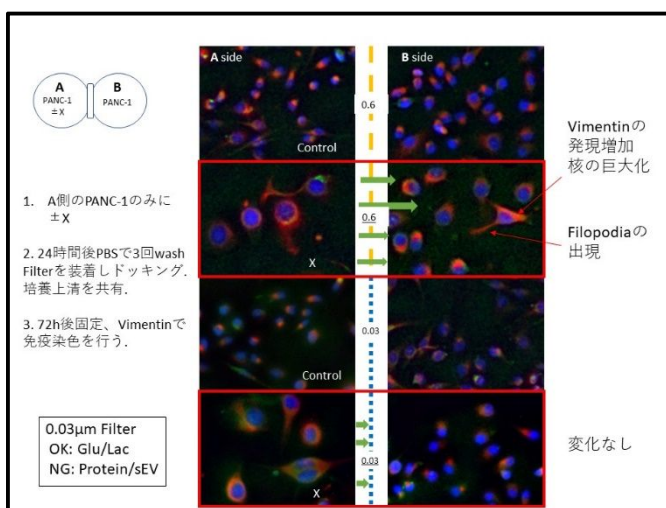 A
PANC-1
±X
B
PANC-1
1. A側のPANC-1のみに
±X
2. 24時間後PBSで3回wash
Filterを装着しドッキング.
培養上清を共有.
3. 72h後固定、Vimentinで
免疫染色を行う.
0.03μm Filter
OK: Glu/Lac
NG: Protein/sEV
A side
B side
0.6
Control
0.6
X
0.03
Control
0.03
X
Vimentinの
発現増加
核の巨大化
Filopodiaの
出現
変化なし